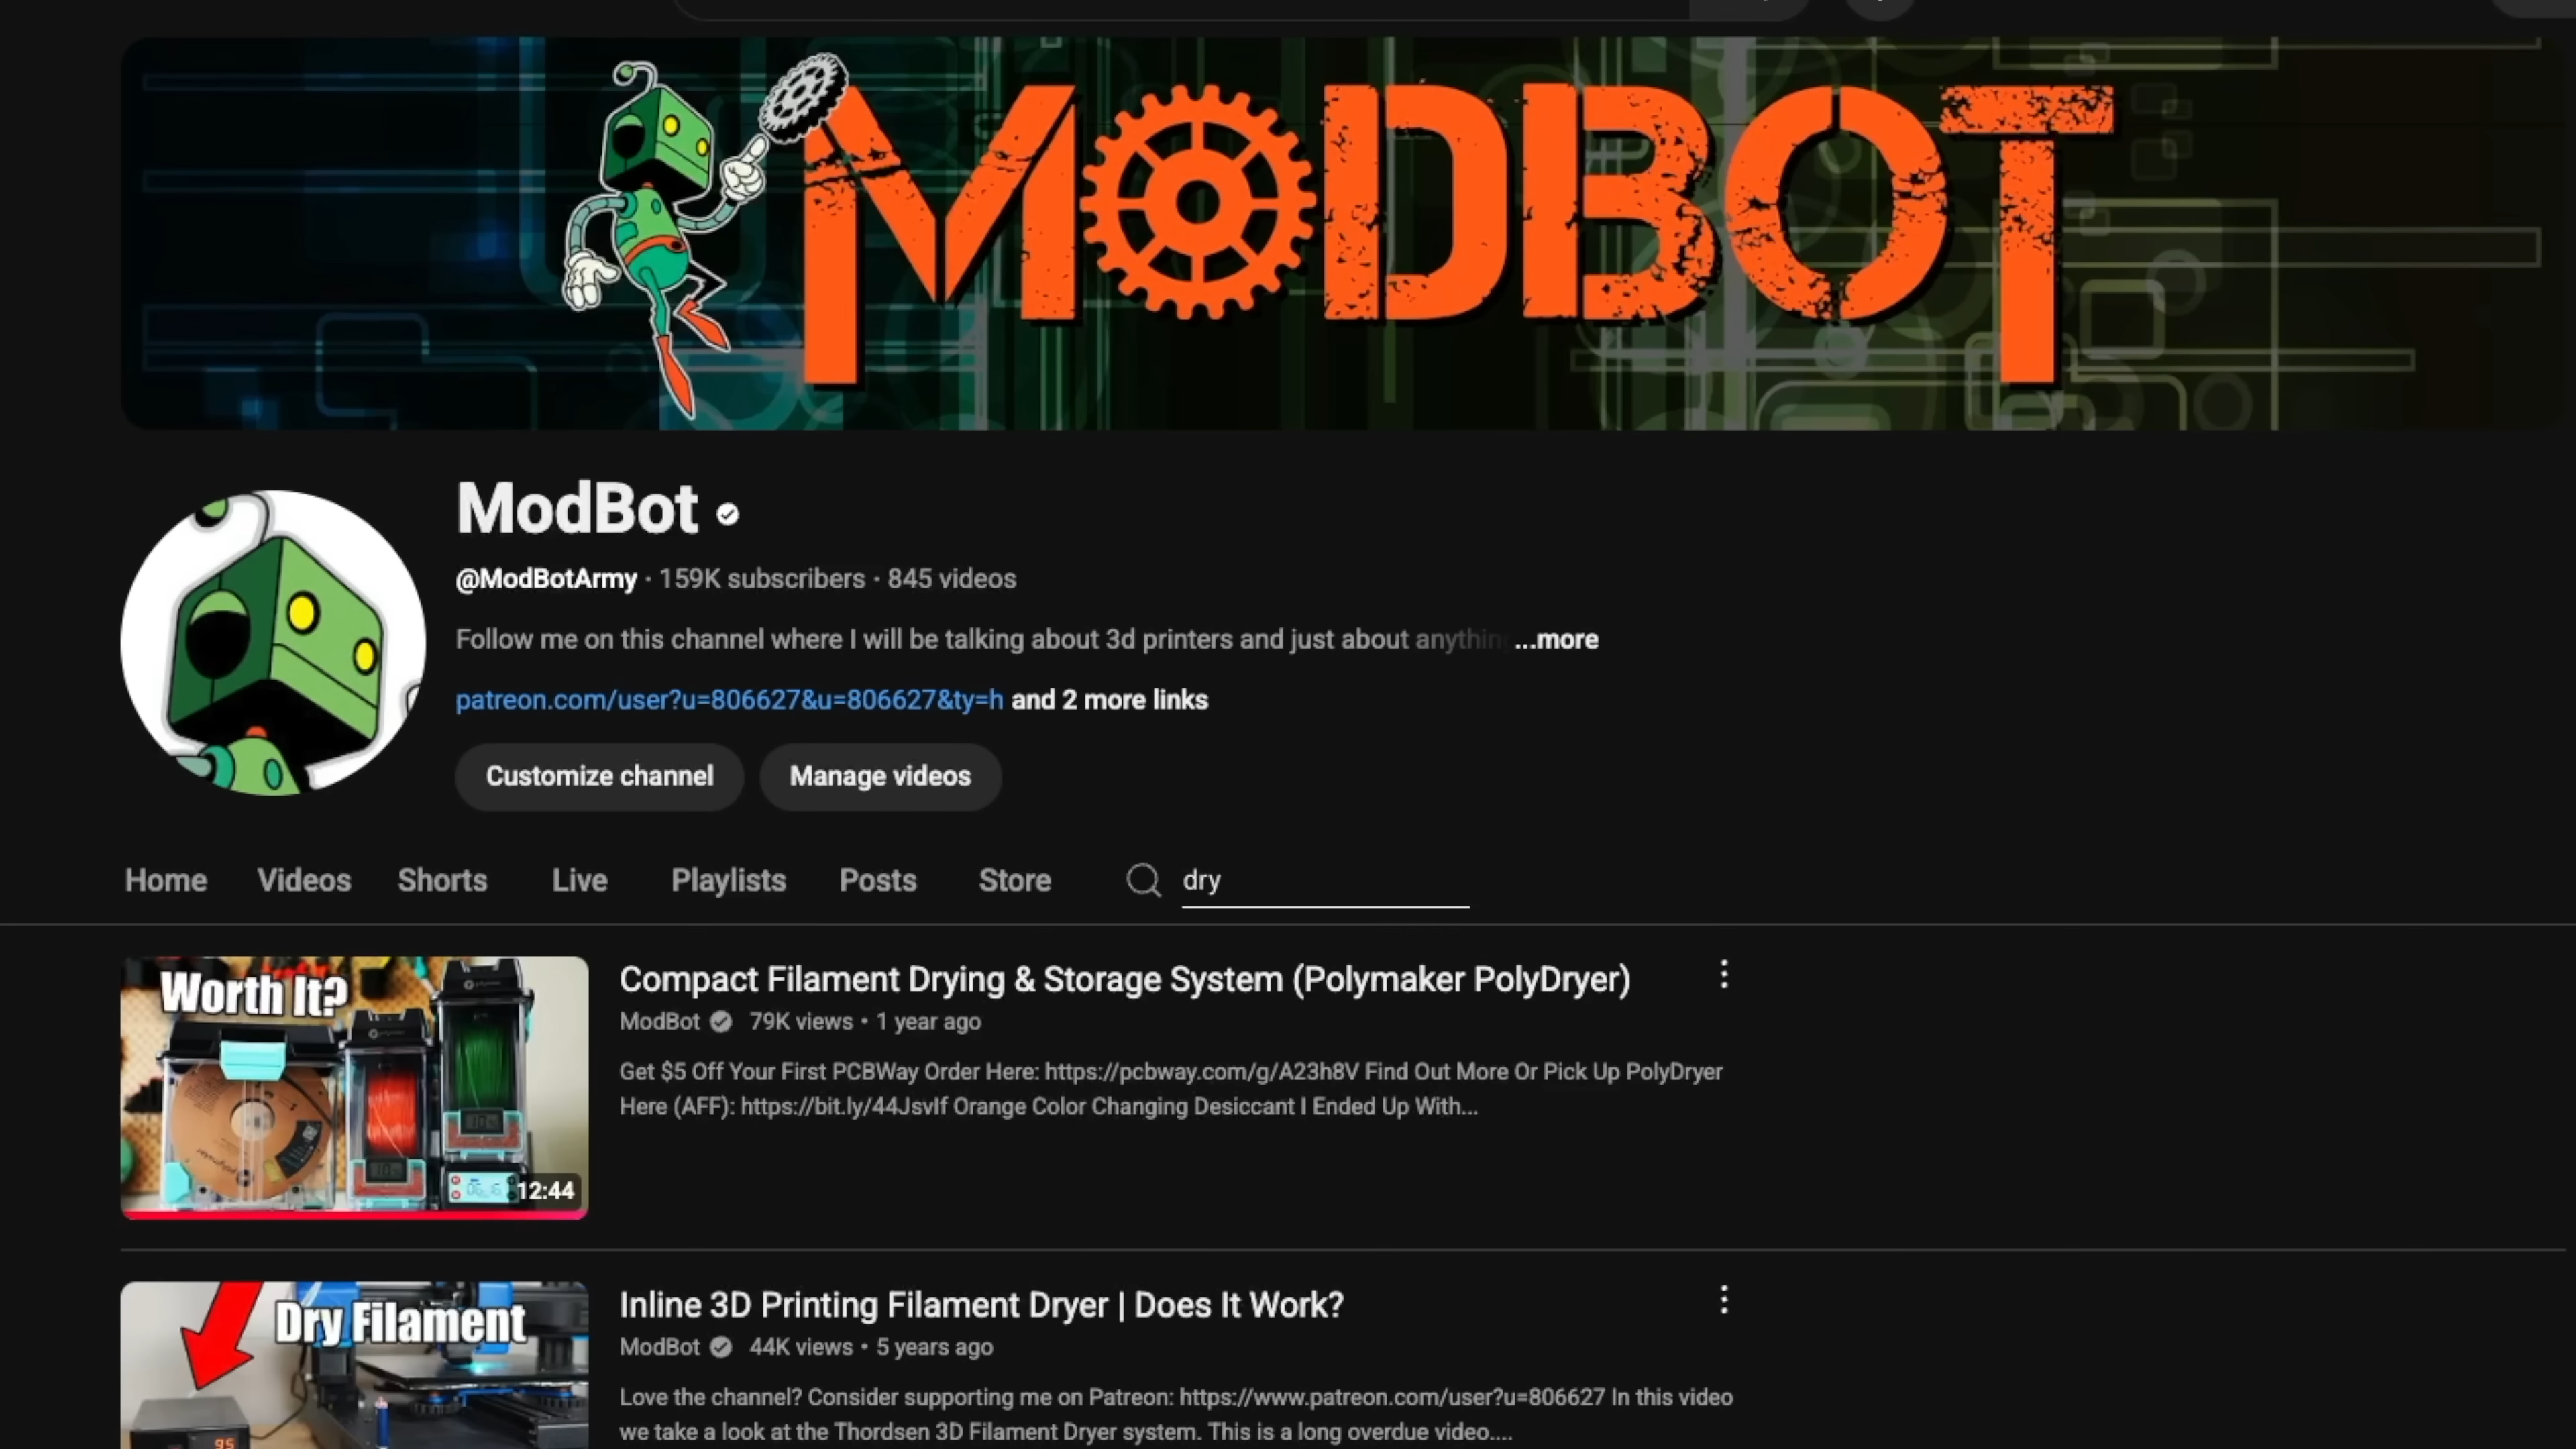 MODBOT
ModBot
@ModBotArmy · 159K subscribers · 845 videos
Follow me on this channel where I will be talking about 3d printers and just about anythin ...more
patreon.com/user?u=806627&u=806627&ty=h and 2 more links
Customize channel
Manage videos
Home Videos Shorts Live Playlists Posts Store dry
Worth It?
12:44
Compact Filament Drying & Storage System (Polymaker PolyDryer)
ModBot 79K views • 1 year ago
Get $5 Off Your First PCBWay Order Here: https://pcbway.com/g/A23h8V Find Out More Or Pick Up PolyDryer
Here (AFF): https://bit.ly/44JsvIf Orange Color Changing Desiccant I Ended Up With...
Dry Filament
95
Inline 3D Printing Filament Dryer | Does It Work?
ModBot 44K views • 5 years ago
Love the channel? Consider supporting me on Patreon: https://www.patreon.com/user?u=806627 In this video
we take a look at the Thordsen 3D Filament Dryer system. This is a long overdue video....